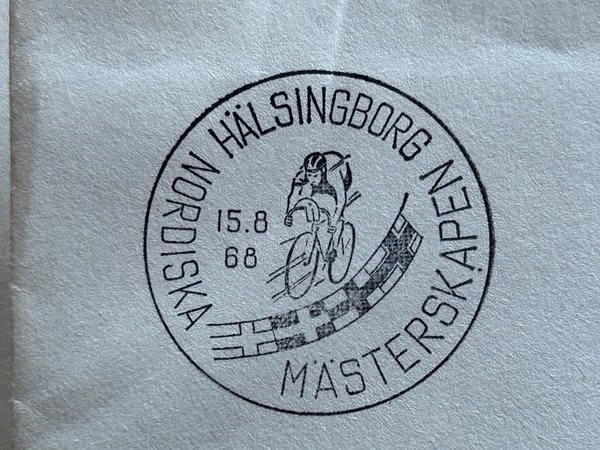 NORDISKA
HÄLSINGBORG
MÄSTERSKAPEN
15.8
68